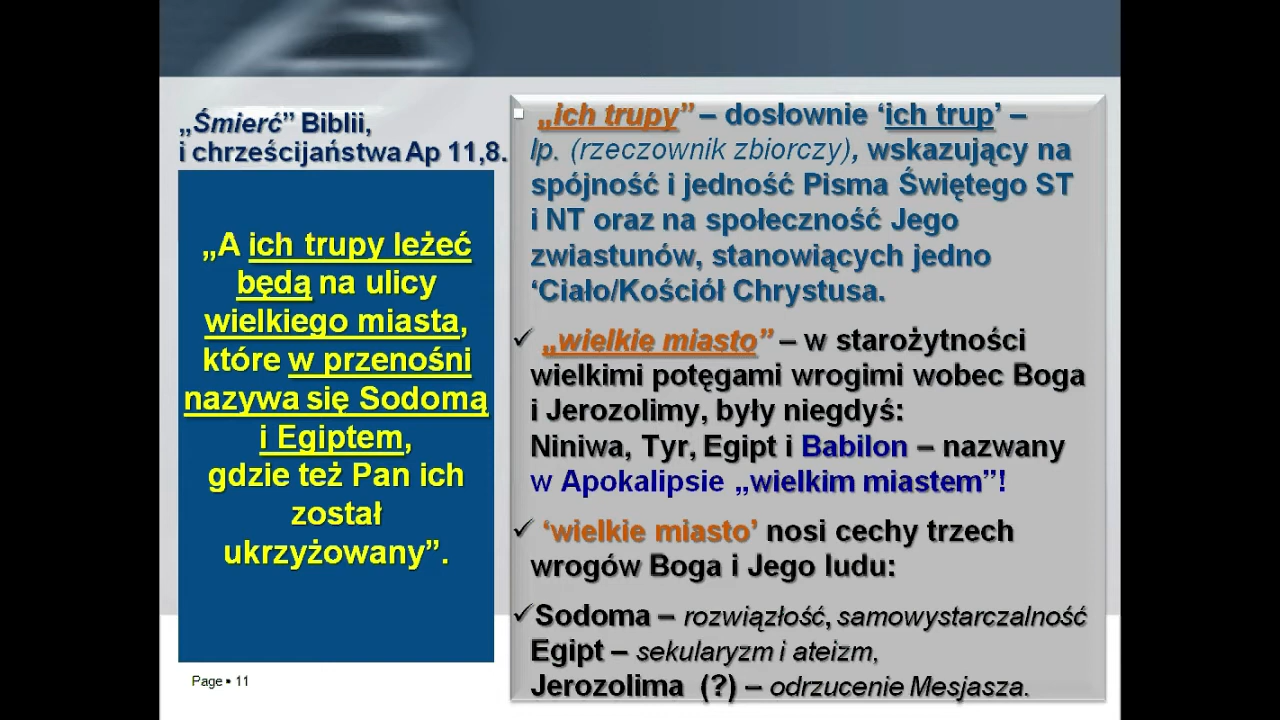 „Śmierć” Biblii,
i chrześcijaństwa Ap 11,8.
„A ich trupy leżeć
będą na ulicy
wielkiego miasta,
które w przenośni
nazywa się Sodomą
i Egiptem,
gdzie też Pan ich
został
ukrzyżowany”.
„ich trupy” – dosłownie ‘ich trup’ –
lp. (rzeczownik zbiorczy), wskazujący na
spójność i jedność Pisma Świętego ST
i NT oraz na społeczność Jego
zwiastunów, stanowiących jedno
‘Ciało/Kościół Chrystusa.
✓ „wielkie miasto” – w starożytności
wielkimi potęgami wrogimi wobec Boga
i Jerozolimy, były niegdyś:
Niniwa, Tyr, Egipt i Babilon – nazwany
w Apokalipsie „wielkim miastem”!
✓ ‘wielkie miasto’ nosi cechy trzech
wrogów Boga i Jego ludu:
✓ Sodoma – rozwiązłość, samowystarczalność
Egipt – sekularyzm i ateizm,
Jerozolima (?) – odrzucenie Mesjasza.
Page ▪ 11